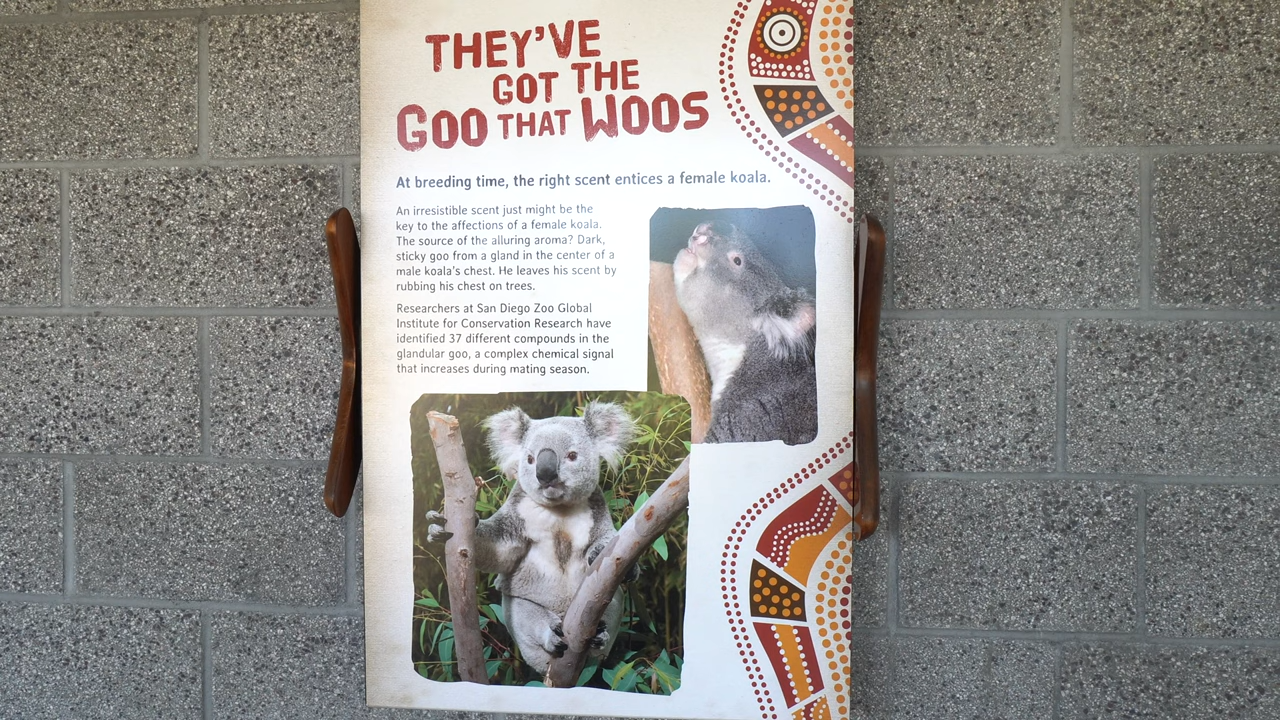 THEY'VE
GOT THE
GOO THAT WOOS
At breeding time, the right scent entices a female koala.
An irresistible scent just might be the
key to the affections of a female koala.
The source of the alluring aroma? Dark,
sticky goo from a gland in the center of a
male koala's chest. He leaves his scent by
rubbing his chest on trees.
Researchers at San Diego Zoo Global
Institute for Conservation Research have
identified 37 different compounds in the
glandular goo, a complex chemical signal
that increases during mating season.